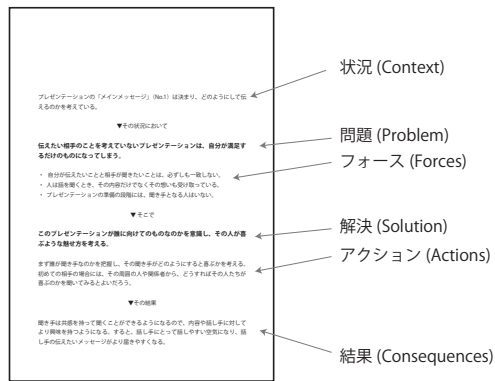 プレゼンテーションの「メインメッセージ」(No.1) は決まり、どのようにして伝
えるのかを考えている。
▼その状況において
伝えたい相手のことを考えていないプレゼンテーションは、自分が満足す
るだけのものになってしまう。
・ 自分が伝えたいことと相手が聞きたいことは、必ずしも一致しない。
・ 人は話を聞くとき、その内容だけでなくその想いも受け取っている。
・ プレゼンテーションの準備の段階には、聞き手となる人はいない。
▼そこで
このプレゼンテーションが誰に向けてのものなのかを意識し、その人が喜
ぶような魅せ方を考える。
まず誰が聞き手なのかを把握し、その聞き手がどのようにすると喜ぶかを考える。
初めての相手の場合には、その周囲の人や関係者から、どうすればその人たちが
喜ぶのかを聞いてみるとよいだろう。
▼その結果
聞き手は共感を持って聞くことができるようになるので、内容や話し手に対して
より興味を持つようになる。すると、話し手にとって話しやすい空気になり、話
し手の伝えたいメッセージがより届きやすくなる。
状況 (Context)
問題 (Problem)
フォース (Forces)
解決 (Solution)
アクション (Actions)
結果 (Consequences)